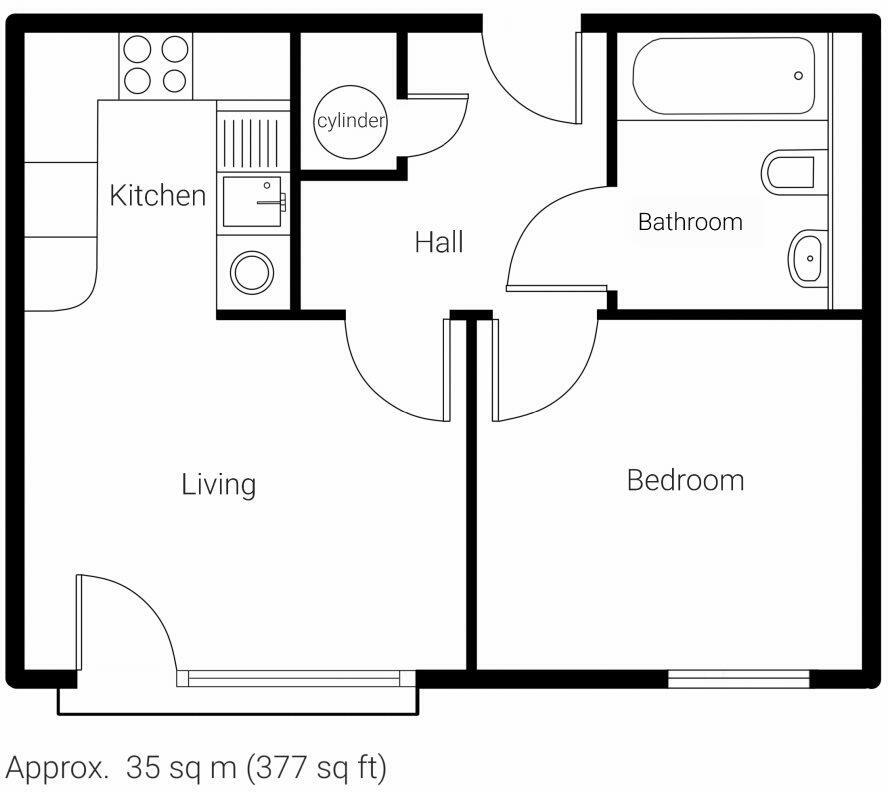 cylinder
Kitchen
Hall
Bathroom
Living
Bedroom
Approx. 35 sq m (377 sq ft)